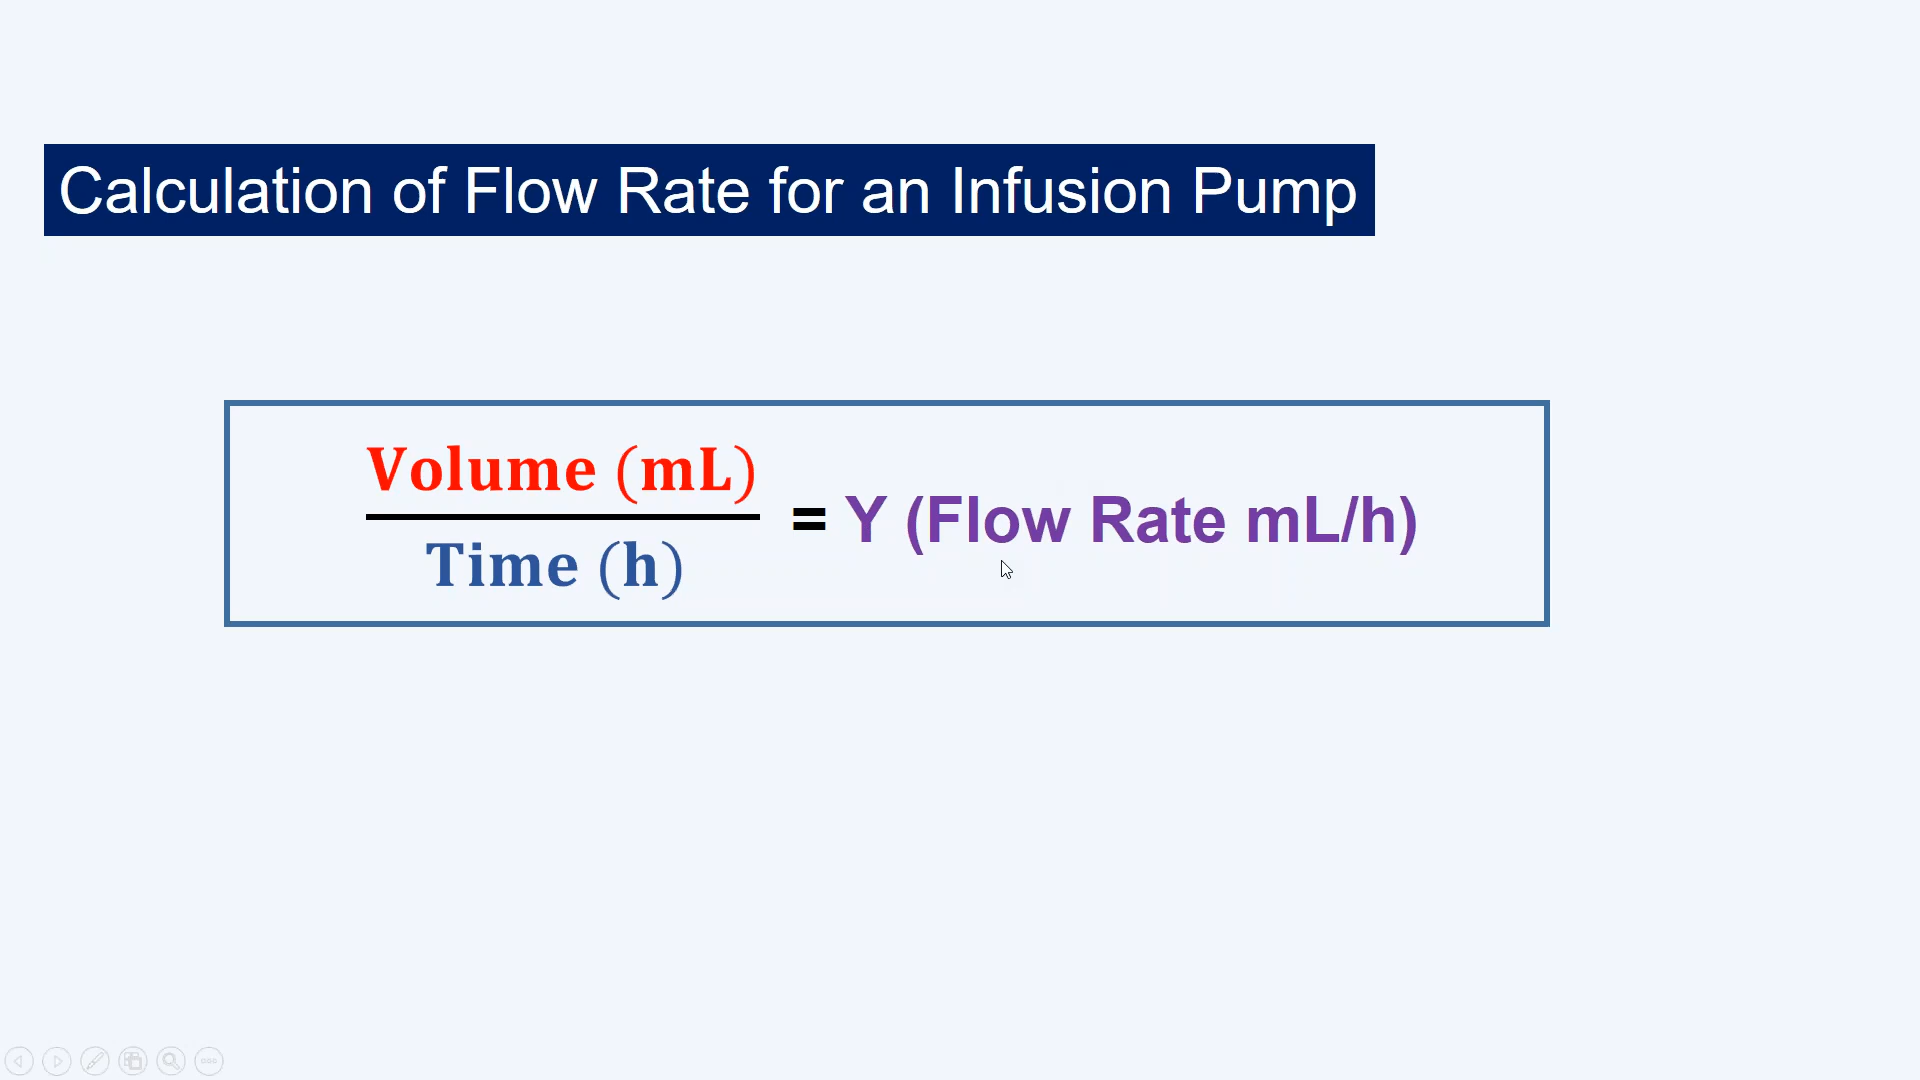 Calculation of Flow Rate for an Infusion Pump
Volume (mL)
Time (h)
= Y (Flow Rate mL/h)